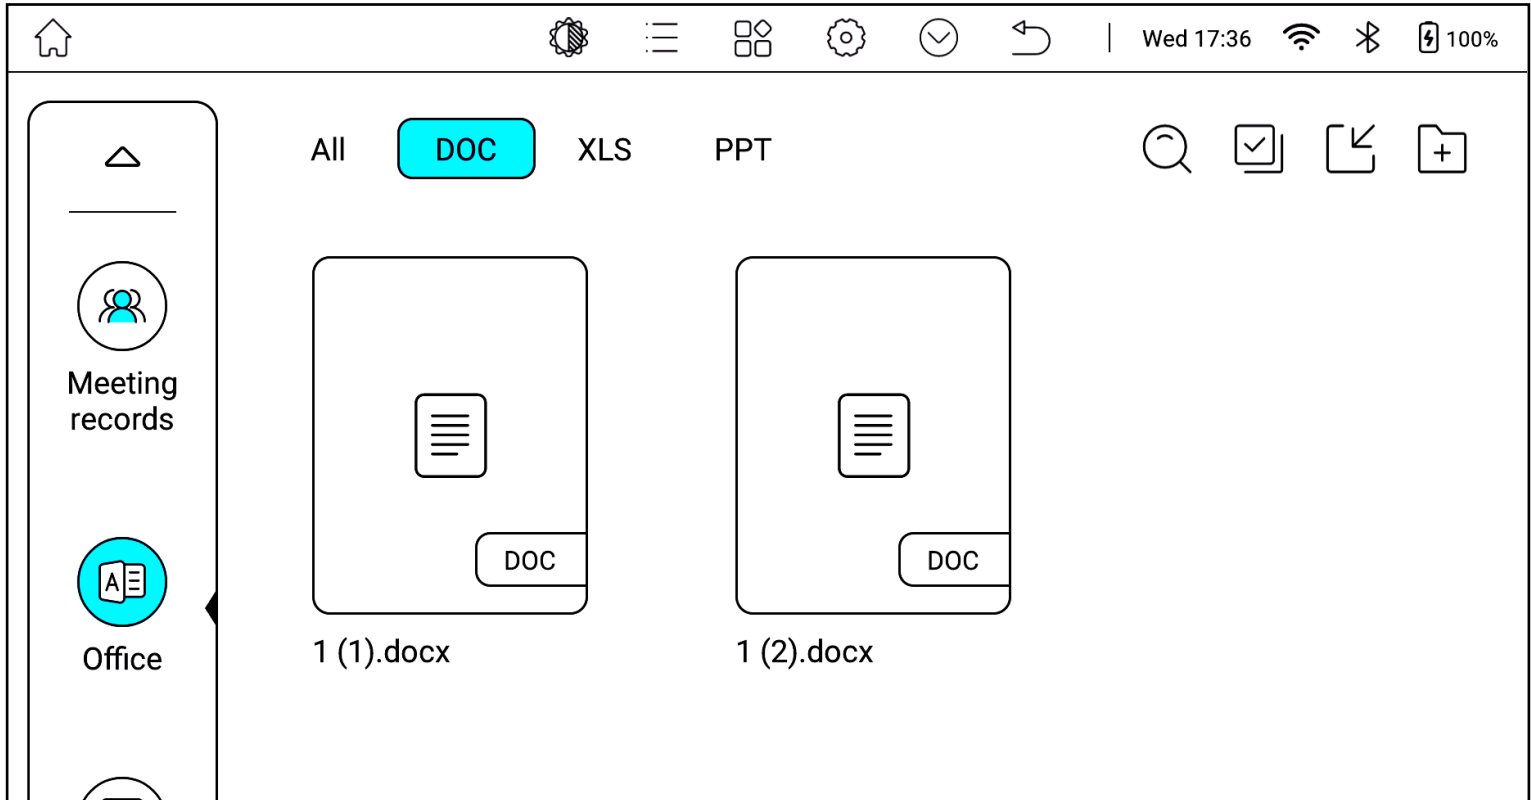 Wed 17:36 100%
All DOC XLS PPT
Meeting
records
A
Office
DOC DOC
1 (1).docx 1 (2).docx